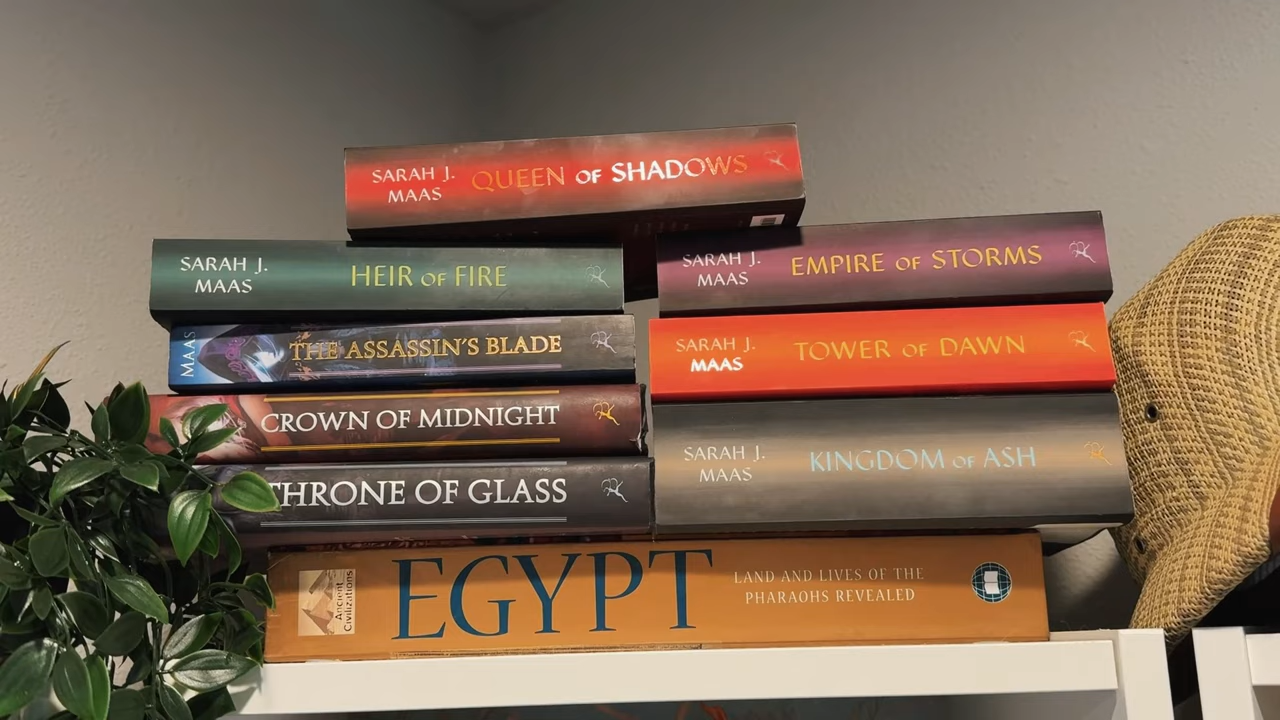 SARAH J.
MAAS
QUEEN OF SHADOWS
SARAH J.
MAAS
HEIR OF FIRE
SARAH J.
MAAS
EMPIRE OF STORMS
MAAS
THE ASSASSIN'S BLADE
SARAH J.
MAAS
TOWER OF DAWN
CROWN OF MIDNIGHT
SARAH J.
MAAS
KINGDOM OF ASH
THRONE OF GLASS
Ancient
Civilizations
EGYPT
LAND AND LIVES OF THE
PHARAOHS REVEALED